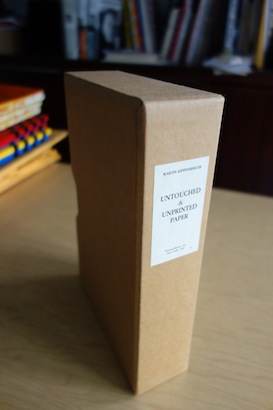 MARTIN KIPPENBERGER
UNTOUCHED
&
UNPRINTED
PAPER